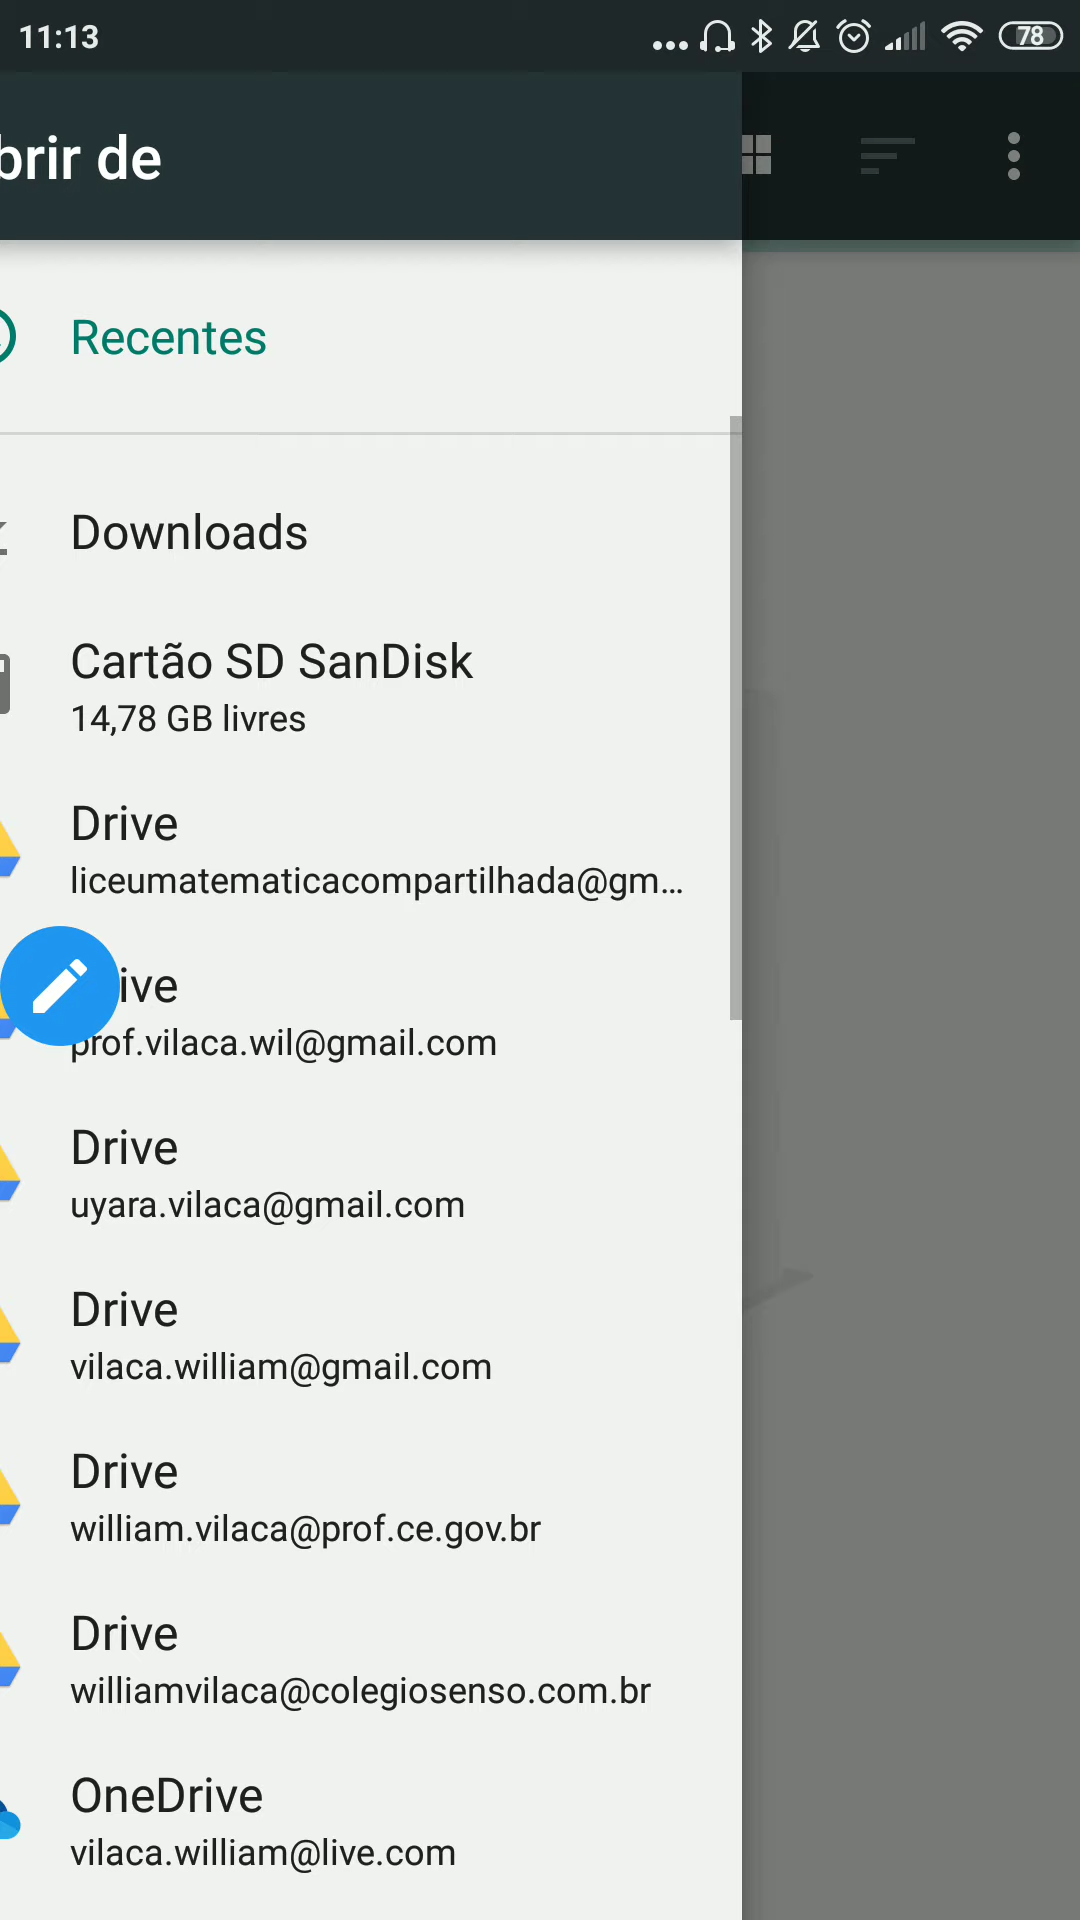 11:13
78
brir de
Recentes
Downloads
Cartão SD SanDisk
14,78 GB livres
Drive
liceumatematicacompartilhada@gm...
ive
prof.vilaca.wil@gmail.com
Drive
uyara.vilaca@gmail.com
Drive
vilaca.william@gmail.com
Drive
william.vilaca@prof.ce.gov.br
Drive
williamvilaca@colegiosenso.com.br
OneDrive
vilaca.william@live.com